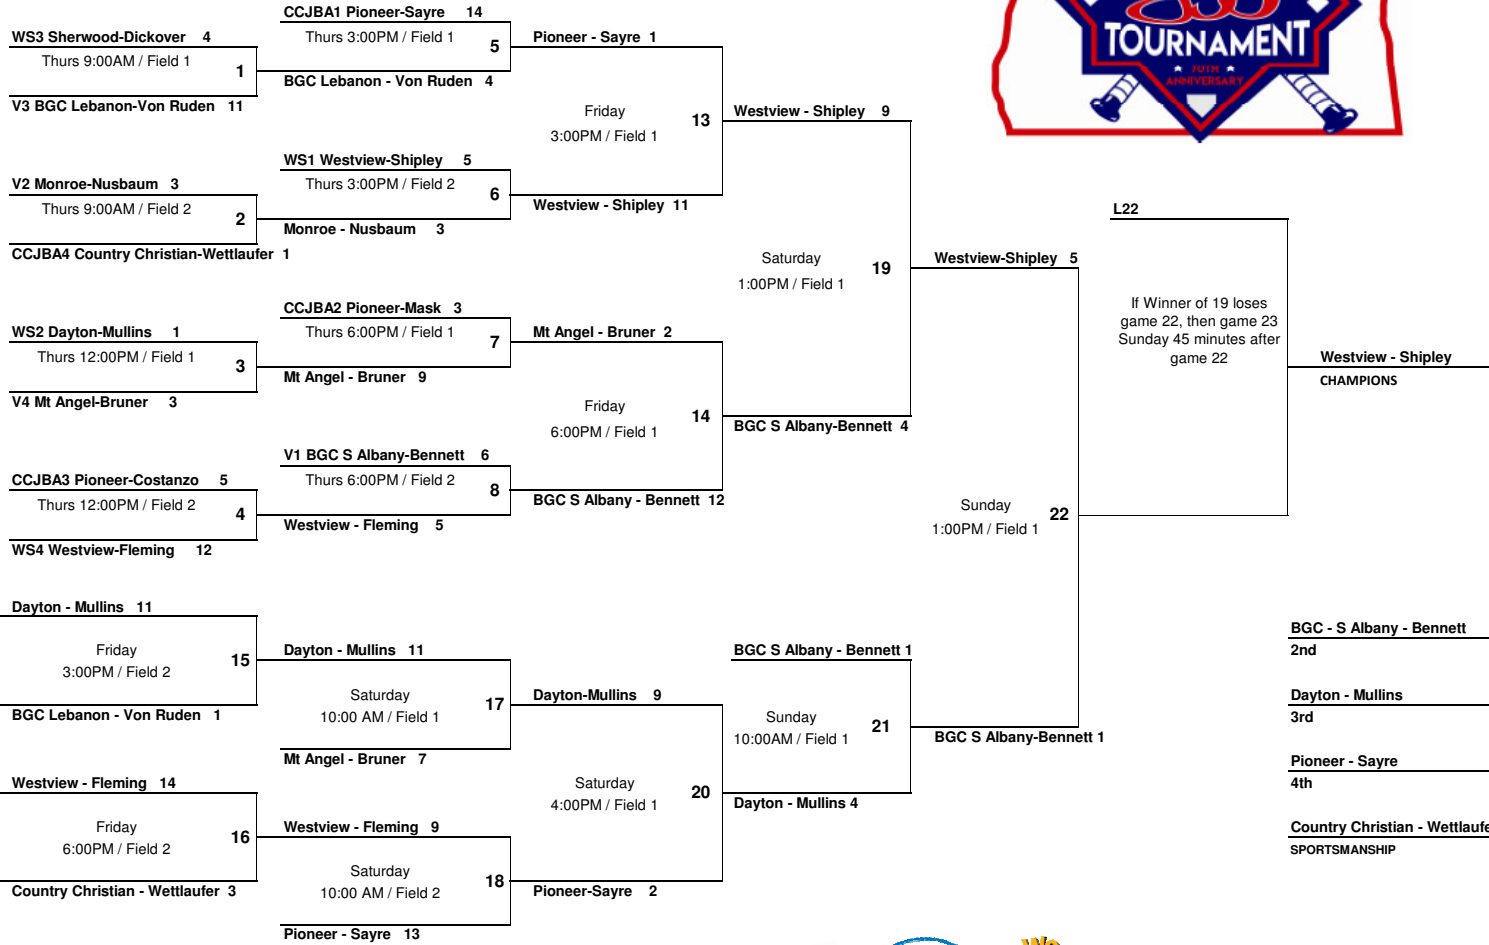 TOURNAMENT
ANNIVERSARY
WS3 Sherwood-Dickover 4
Thurs 9:00AM / Field 1
1
V3 BGC Lebanon-Von Ruden 11
V2 Monroe-Nusbaum 3
Thurs 9:00AM / Field 2
2
CCJBA4 Country Christian-Wettlaufer 1
WS2 Dayton-Mullins 1
Thurs 12:00PM / Field 1
3
V4 Mt Angel-Bruner 3
CCJBA3 Pioneer-Costanzo 5
Thurs 12:00PM / Field 2
4
WS4 Westview-Fleming 12
CCJBA1 Pioneer-Sayre 14
Thurs 3:00PM / Field 1
5
BGC Lebanon - Von Ruden 4
WS1 Westview-Shipley 5
Thurs 3:00PM / Field 2
6
Monroe - Nusbaum 3
CCJBA2 Pioneer-Mask 3
Thurs 6:00PM / Field 1
7
Mt Angel - Bruner 9
V1 BGC S Albany-Bennett 6
Thurs 6:00PM / Field 2
8
Westview - Fleming 5
Pioneer - Sayre 1
Friday
3:00PM / Field 1
13
Westview - Shipley 11
Mt Angel - Bruner 2
Friday
6:00PM / Field 1
14
BGC S Albany - Bennett 12
Westview - Shipley 9
Saturday
1:00PM / Field 1
19
BGC S Albany-Bennett 4
Westview-Shipley 5
Sunday
1:00PM / Field 1
22
BGC S Albany-Bennett 1
L22
If Winner of 19 loses
game 22, then game 23
Sunday 45 minutes after
game 22
Westview - Shipley
CHAMPIONS
Dayton - Mullins 11
Friday
3:00PM / Field 2
15
BGC Lebanon - Von Ruden 1
Westview - Fleming 14
Friday
6:00PM / Field 2
16
Country Christian - Wettlaufer 3
Dayton - Mullins 11
Saturday
10:00 AM / Field 1
17
Mt Angel - Bruner 7
Westview - Fleming 9
Saturday
10:00 AM / Field 2
18
Pioneer - Sayre 13
Dayton-Mullins 9
Saturday
4:00PM / Field 1
20
Pioneer-Sayre 2
BGC S Albany - Bennett 1
Sunday
10:00AM / Field 1
21
Dayton - Mullins 4
BGC - S Albany - Bennett
2nd
Dayton - Mullins
3rd
Pioneer - Sayre
4th
Country Christian - Wettlaufe
SPORTSMANSHIP